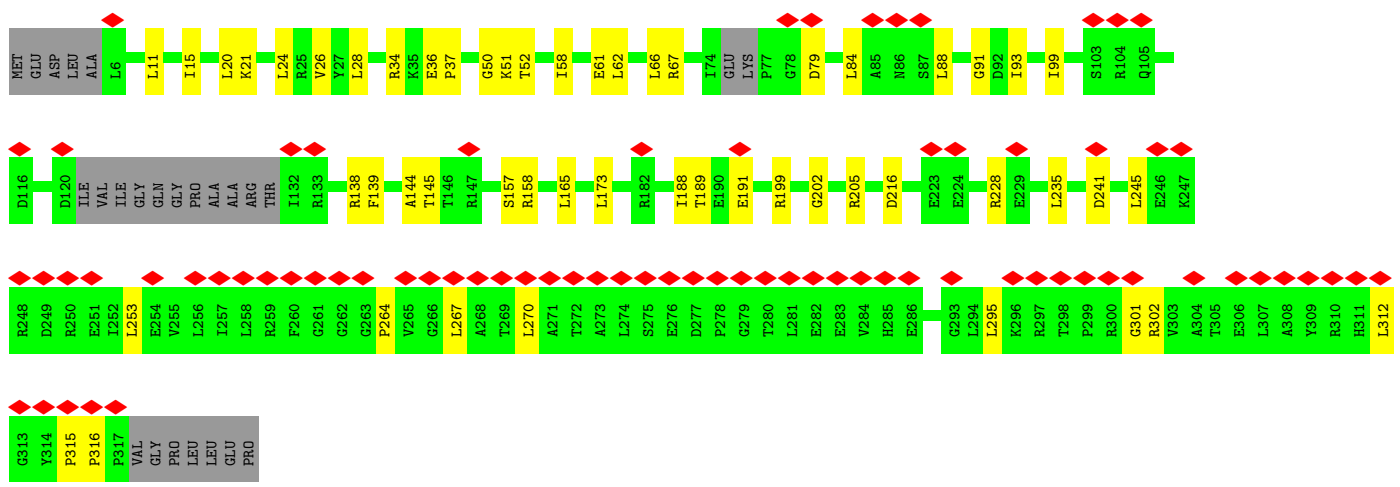 MET GLU ASP LEU ALA L6 L11 I15 L20 K21 L24 R25 V26 Y27 L28 R34 K35 E36 P37 G50 K51 T52 I58 E61 L62 L66 R67 I74 GLU LYS P77 G78 D79 L84 A85 N86 S87 L88 G91 D92 I93 I99 S103 R104 Q105
D116 D120 ILE VAL ILE GLY GLN GLY PRO ALA ALA ARG THR I132 R133 R138 F139 A144 T145 T146 R147 S157 R158 L165 L173 R182 I188 T189 E190 E191 R199 G202 R205 D216 E223 E224 R228 E229 L235 D241 L245 E246 K247
R248 D249 R250 E251 I252 L253 E254 V255 L256 I257 L258 R259 F260 G261 G262 G263 P264 V265 G266 L267 A268 T269 L270 A271 T272 A273 L274 S275 E276 D277 P278 G279 T280 L281 E282 E283 V284 H285 E286 G293 L294 L295 K296 R297 T298 P299 R300 G301 R302 V303 A304 T305 E306 L307 A308 Y309 R310 H311 L312
G313 Y314 P315 P316 P317 VAL GLY PRO LEU LEU GLU PRO